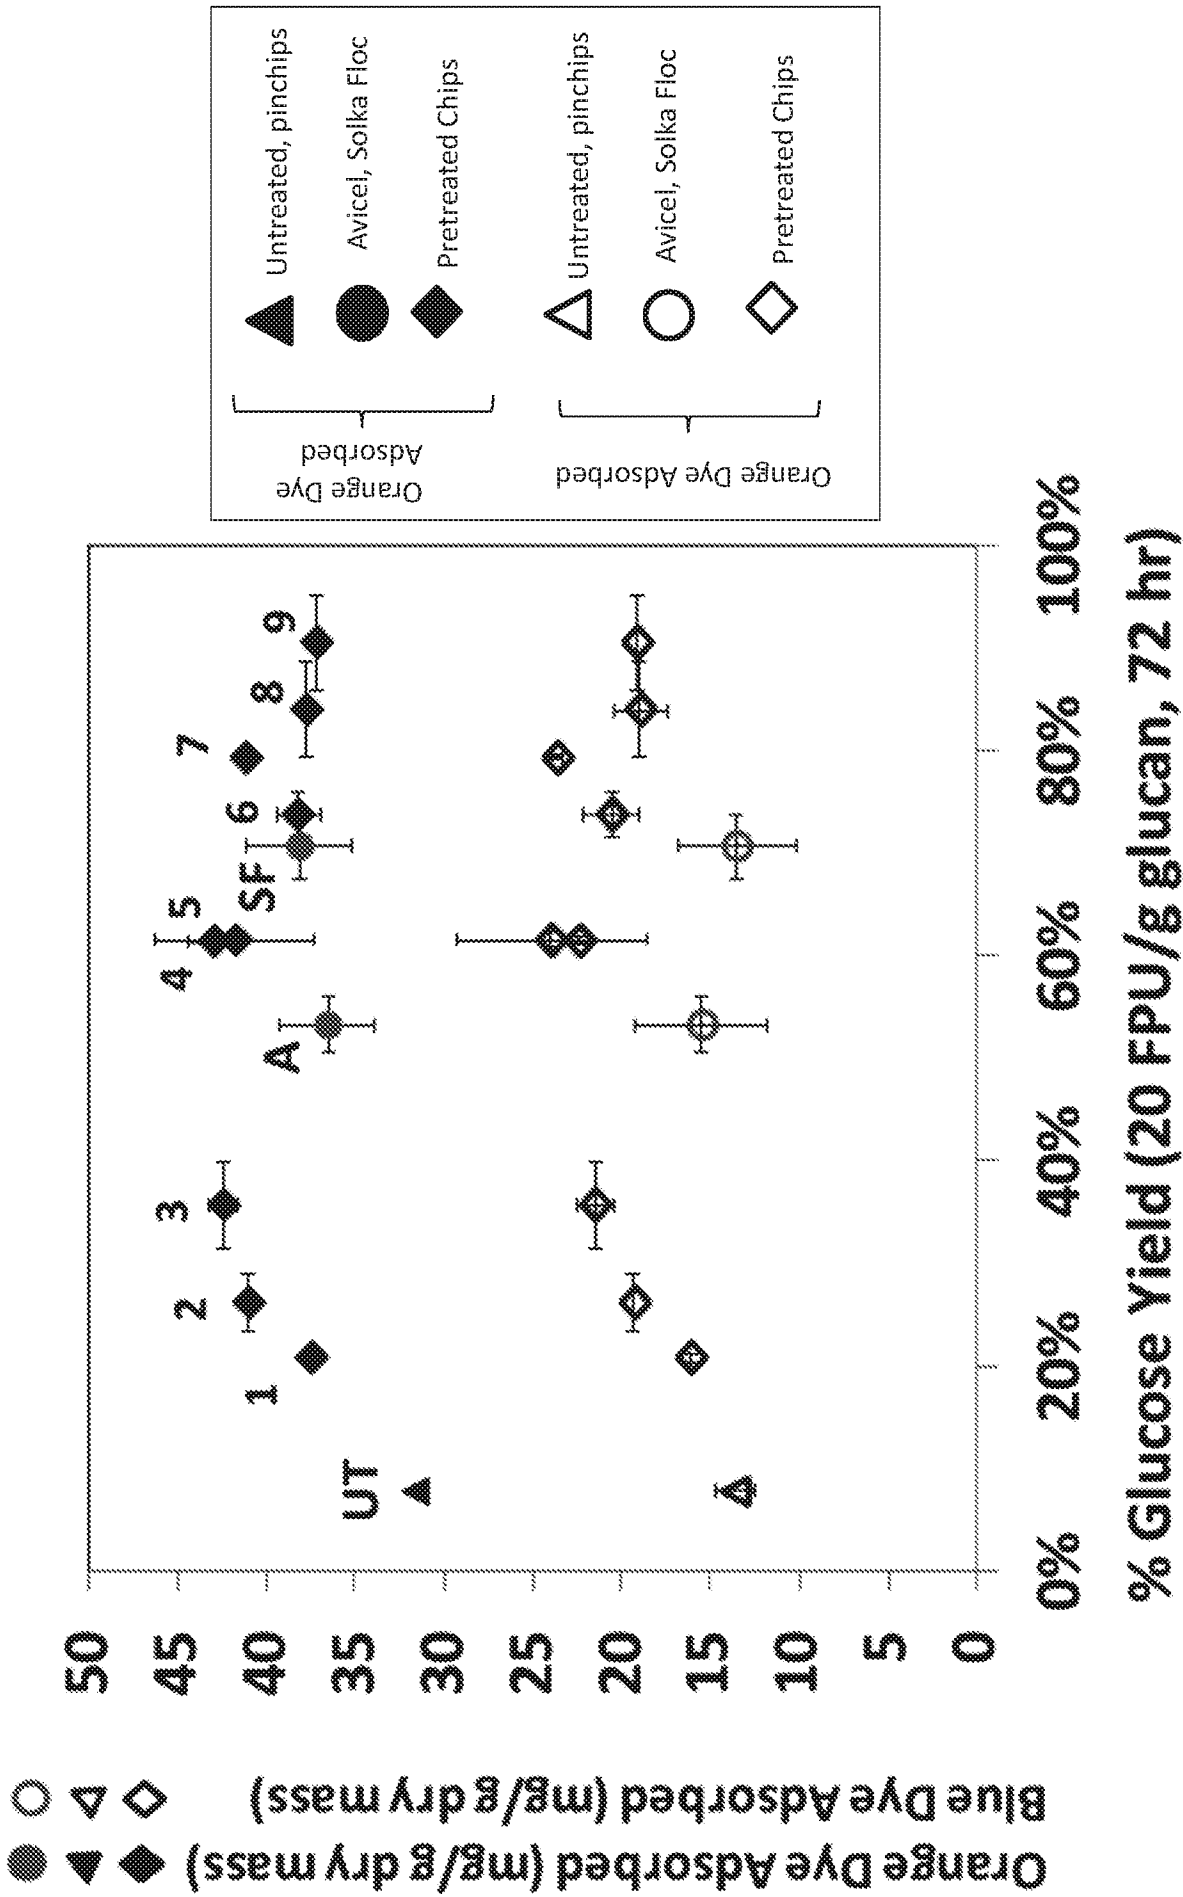 Orange Dye Adsorbed (mg/g dry mass)
Blue Dye Adsorbed (mg/g dry mass)
50
45
40
35
30
25
20
15
10
5
0
UT
1
2
3
A
4
5
SF
6
7
8
9
0%
20%
40%
60%
80%
100%
% Glucose Yield (20 FPU/g glucan, 72 hr)
Orange Dye
Adsorbed
Untreated, pinchips
Avicel, Solka Floc
Pretreated Chips
Orange Dye Adsorbed
Untreated, pinchips
Avicel, Solka Floc
Pretreated Chips